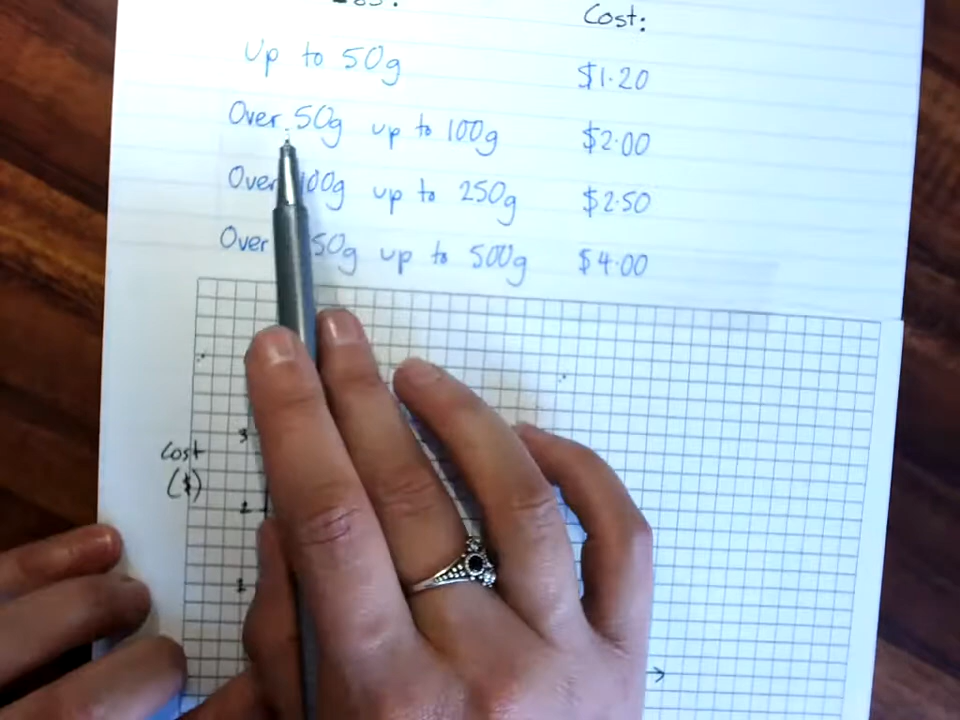 Cost:
Up to 50g $1.20
Over 50g up to 100g $2.00
Over 100g up to 250g $2.50
Over 50g up to 500g $4.00
3
Cost
($)
2
1